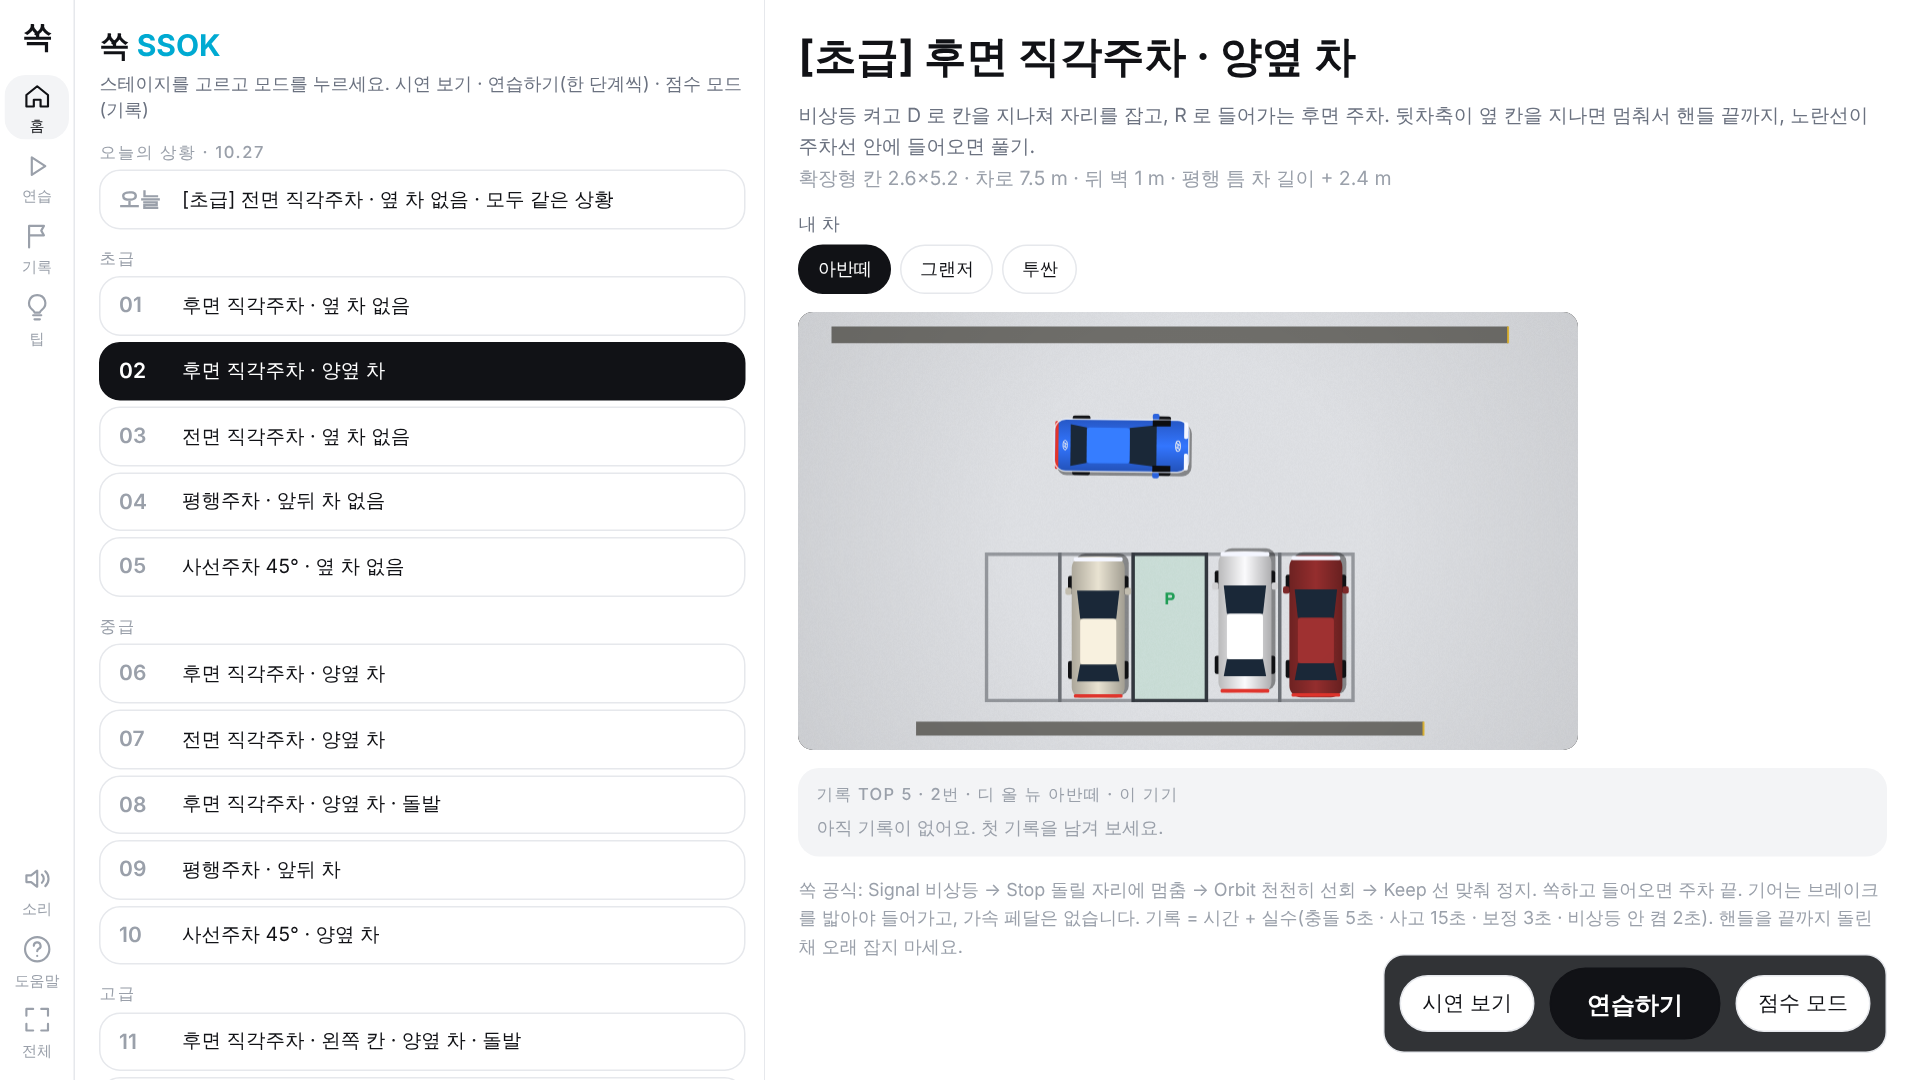 쏙
홈
연습
기록
팁
소리
도움말
전체
쏙 SSOK
스테이지를 고르고 모드를 누르세요. 시연 보기 · 연습하기(한 단계씩) · 점수 모드
(기록)
오늘의 상황 · 10.27
오늘 [초급] 전면 직각주차 · 옆 차 없음 · 모두 같은 상황
초급
01 후면 직각주차 · 옆 차 없음
02 후면 직각주차 · 양옆 차
03 전면 직각주차 · 옆 차 없음
04 평행주차 · 앞뒤 차 없음
05 사선주차 45° · 옆 차 없음
중급
06 후면 직각주차 · 양옆 차
07 전면 직각주차 · 양옆 차
08 후면 직각주차 · 양옆 차 · 돌발
09 평행주차 · 앞뒤 차
10 사선주차 45° · 양옆 차
고급
11 후면 직각주차 · 왼쪽 칸 · 양옆 차 · 돌발
[초급] 후면 직각주차 · 양옆 차
비상등 켜고 D 로 칸을 지나쳐 자리를 잡고, R 로 들어가는 후면 주차. 뒷차축이 옆 칸을 지나면 멈춰서 핸들 끝까지, 노란선이
주차선 안에 들어오면 풀기.
확장형 칸 2.6×5.2 · 차로 7.5 m · 뒤 벽 1 m · 평행 틈 차 길이 + 2.4 m
내 차
아반떼 그랜저 투싼
P
기록 TOP 5 · 2번 · 디 올 뉴 아반떼 · 이 기기
아직 기록이 없어요. 첫 기록을 남겨 보세요.
쏙 공식: Signal 비상등 → Stop 돌릴 자리에 멈춤 → Orbit 천천히 선회 → Keep 선 맞춰 정지. 쏙하고 들어오면 주차 끝. 기어는 브레이크
를 밟아야 들어가고, 가속 페달은 없습니다. 기록 = 시간 + 실수(충돌 5초 · 사고 15초 · 보정 3초 · 비상등 안 켬 2초). 핸들을 끝까지 돌린
채 오래 잡지 마세요.
시연 보기 연습하기 점수 모드